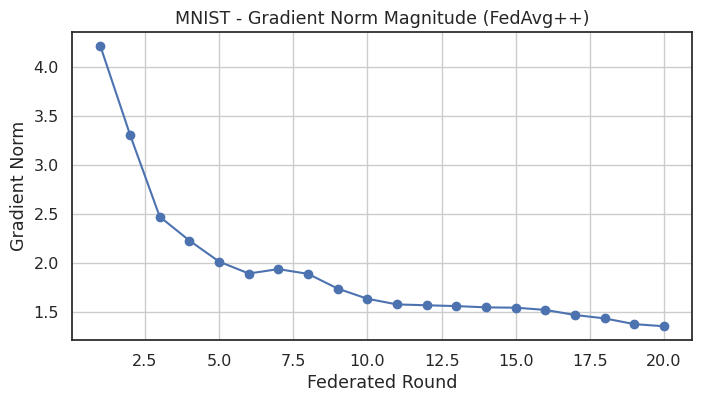 MNIST - Gradient Norm Magnitude (FedAvg++)
4.0
3.5
3.0
2.5
2.0
1.5
Gradient Norm
2.5 5.0 7.5 10.0 12.5 15.0 17.5 20.0
Federated Round